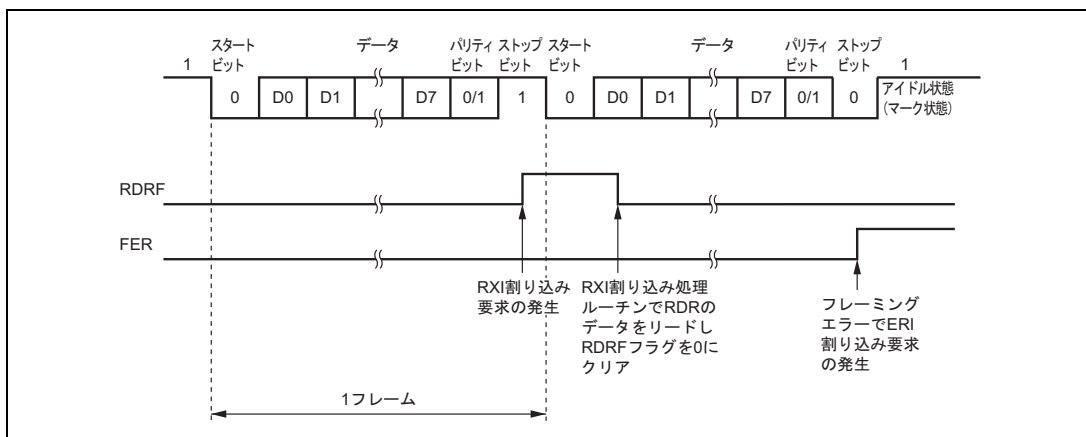 スタート
ビット
データ
パリティ
ビット
ストップ
ビット
スタート
ビット
データ
パリティ
ビット
ストップ
ビット
1
1
0
D0
D1
D7
0/1
1
0
D0
D1
D7
0/1
0
アイドル状態
(マーク状態)
RDRF
FER
RXI割り込み
要求の発生
RXI割り込み処理
ルーチンでRDRの
データをリードし
RDRFフラグを0に
クリア
フレーミング
エラーでERI
割り込み要求
の発生
1フレーム